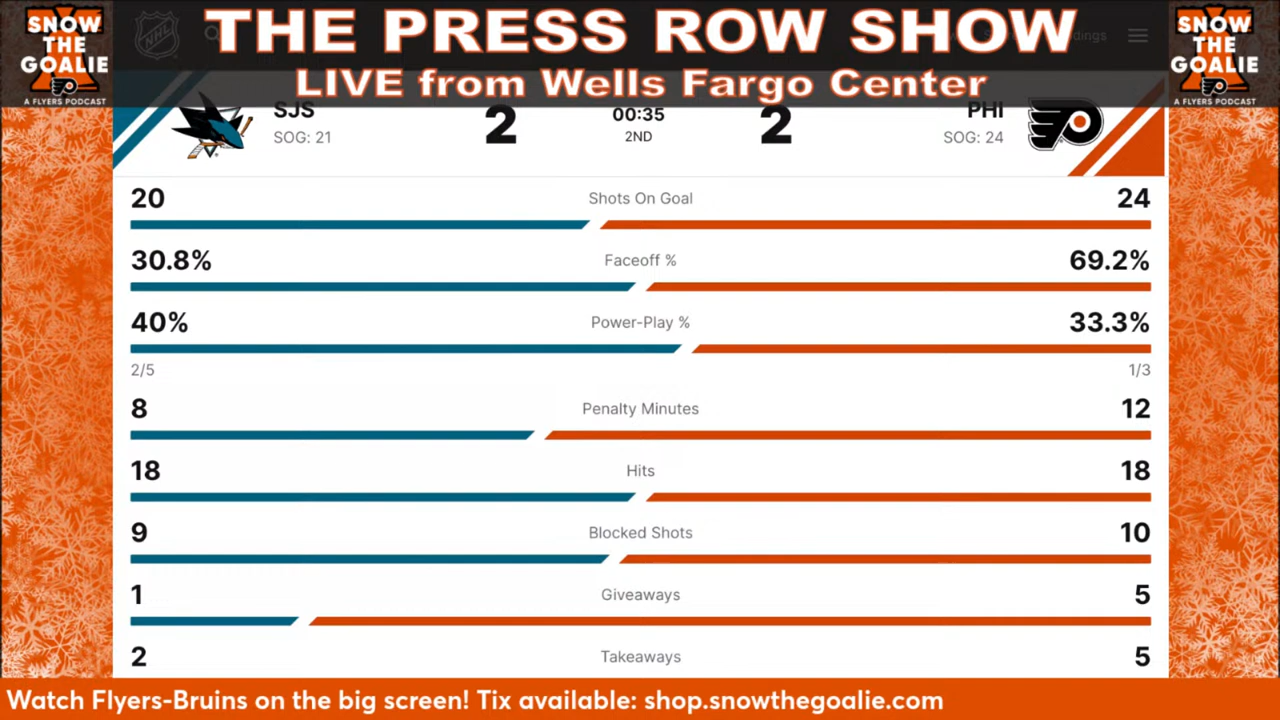 SNOW
THE
GOALIE
A FLYERS PODCAST
THE PRESS ROW SHOW
LIVE from Wells Fargo Center
SNOW
THE
GOALIE
A FLYERS PODCAST
NHL
SJS
SOG: 21
2
00:35
2ND
2
PHI
SOG: 24
20 Shots On Goal 24
30.8% Faceoff % 69.2%
40% Power-Play % 33.3%
2/5 1/3
8 Penalty Minutes 12
18 Hits 18
9 Blocked Shots 10
1 Giveaways 5
2 Takeaways 5
Watch Flyers-Bruins on the big screen! Tix available: shop.snowthegoalie.com